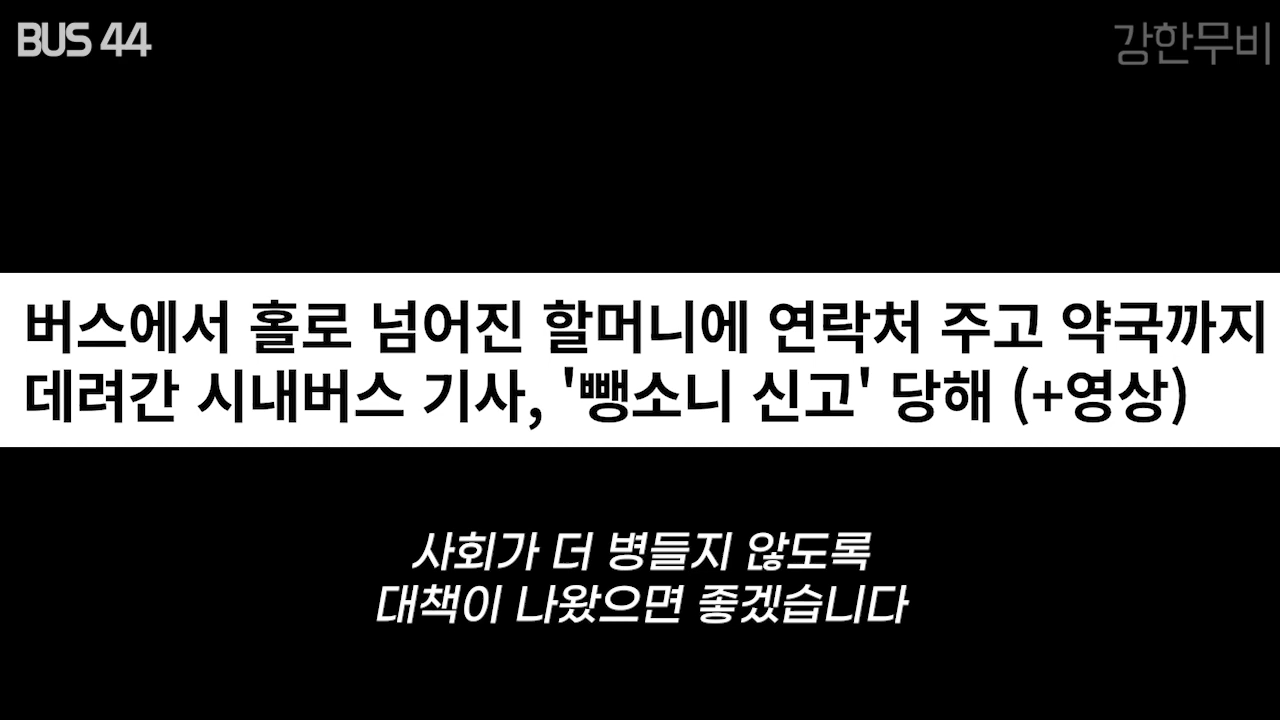 BUS 44
강한무비
버스에서 홀로 넘어진 할머니에 연락처 주고 약국까지
데려간 시내버스 기사, '뺑소니 신고' 당해 (+영상)
사회가 더 병들지 않도록
대책이 나왔으면 좋겠습니다